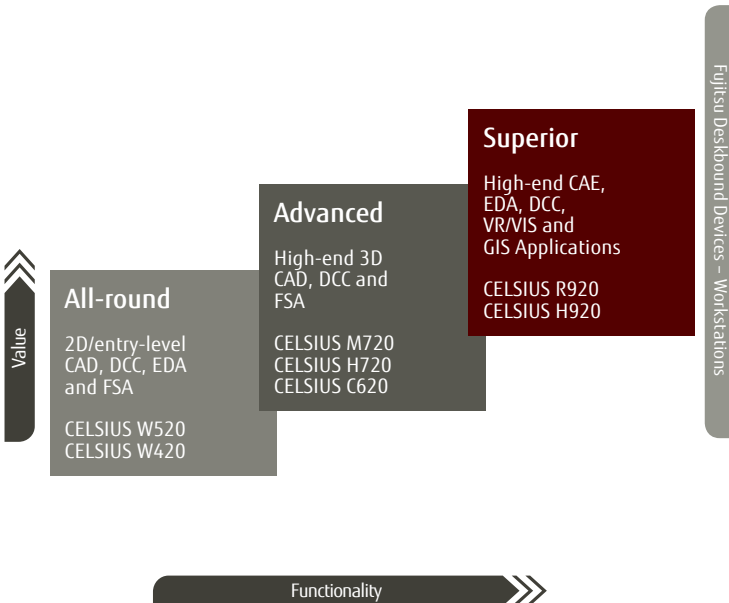 Superior
High-end CAE,
EDA, DCC,
VR/VIS and
GIS Applications
CELSIUS R920
CELSIUS H920
Advanced
High-end 3D
CAD, DCC and
FSA
CELSIUS M720
CELSIUS H720
CELSIUS C620
All-round
2D/entry-level
CAD, DCC, EDA
and FSA
CELSIUS W520
CELSIUS W420
Value
Functionality
Fujitsu Deskbound Devices – Workstations